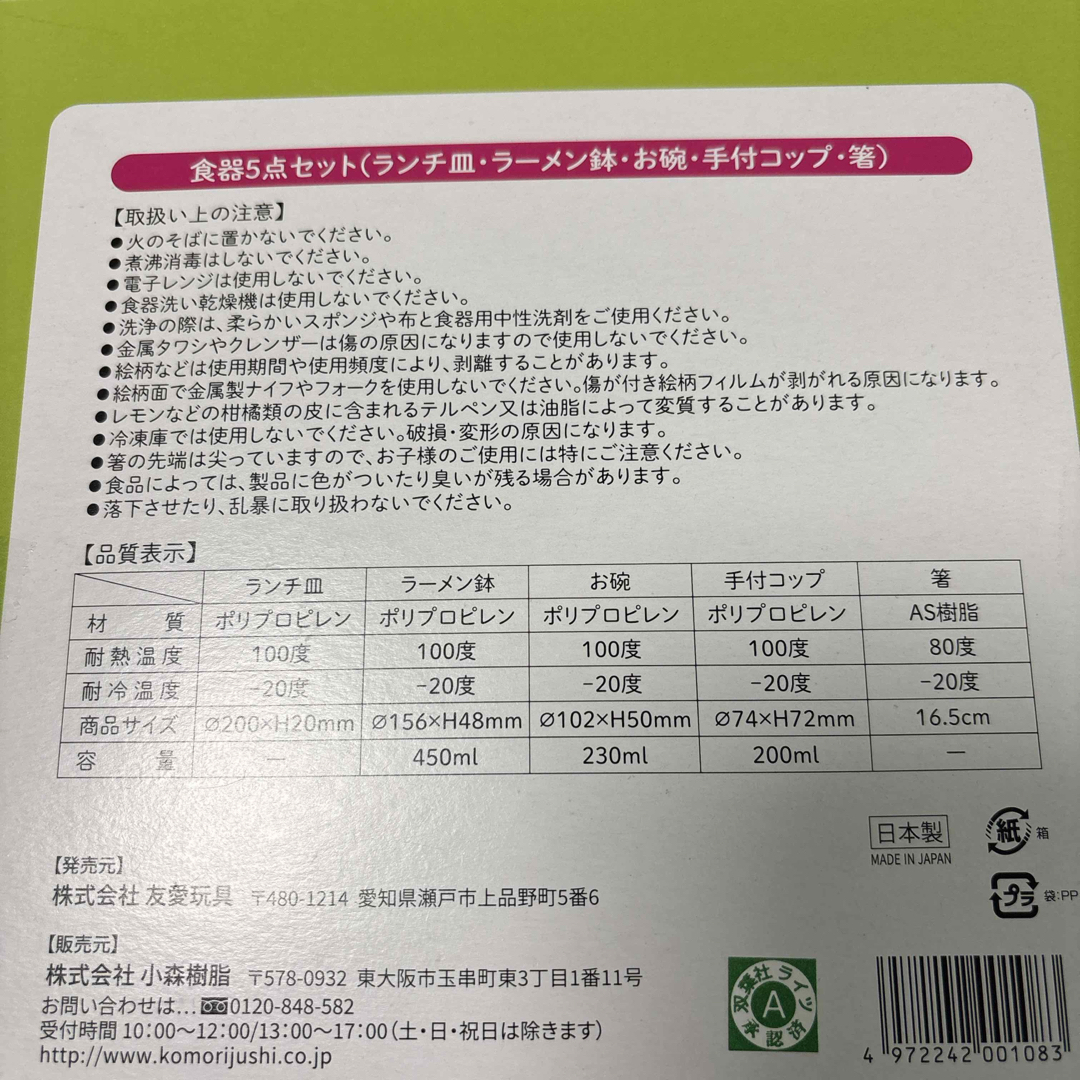 食器5点セット(ランチ皿・ラーメン鉢・お碗・手付コップ・箸)
【取扱い上の注意】
●火のそばに置かないでください。
●煮沸消毒はしないでください。
●電子レンジは使用しないでください。
●食器洗い乾燥機は使用しないでください。
●洗浄の際は、柔らかいスポンジや布と食器用中性洗剤をご使用ください。
●金属タワシやクレンザーは傷の原因になりますので使用しないでください。
●絵柄などは使用期間や使用頻度により、剥離することがあります。
●絵柄面で金属製ナイフやフォークを使用しないでください。傷が付き絵柄フィルムが剥がれる原因になります。
●レモンなどの柑橘類の皮に含まれるテルペン又は油脂によって変質することがあります。
●冷凍庫では使用しないでください。破損・変形の原因になります。
●箸の先端は尖っていますので、お子様のご使用には特にご注意ください。
●食品によっては、製品に色がついたり臭いが残る場合があります。
●落下させたり、乱暴に取り扱わないでください。
【品質表示】
ランチ皿 ラーメン鉢 お碗 手付コップ 箸
材質 ポリプロピレン ポリプロピレン ポリプロピレン ポリプロピレン AS樹脂
耐熱温度 100度 100度 100度 100度 80度
耐冷温度 -20度 -20度 -20度 -20度 -20度
商品サイズ ∅200×H20mm ∅156×H48mm ∅102×H50mm ∅74×H72mm 16.5cm
容量 — 450ml 230ml 200ml —
日本製
MADE IN JAPAN
紙 箱
プラ 袋:PP
【発売元】
株式会社 友愛玩具 〒480-1214 愛知県瀬戸市上品野町5番6
【販売元】
株式会社 小森樹脂 〒578-0932 東大阪市玉串町東3丁目1番11号
お問い合わせは…0120-848-582
受付時間 10:00〜12:00/13:00〜17:00(土・日・祝日は除きます)
http://www.komorijushi.co.jp
双葉社ライツ
A
承認済
4 972242 001083